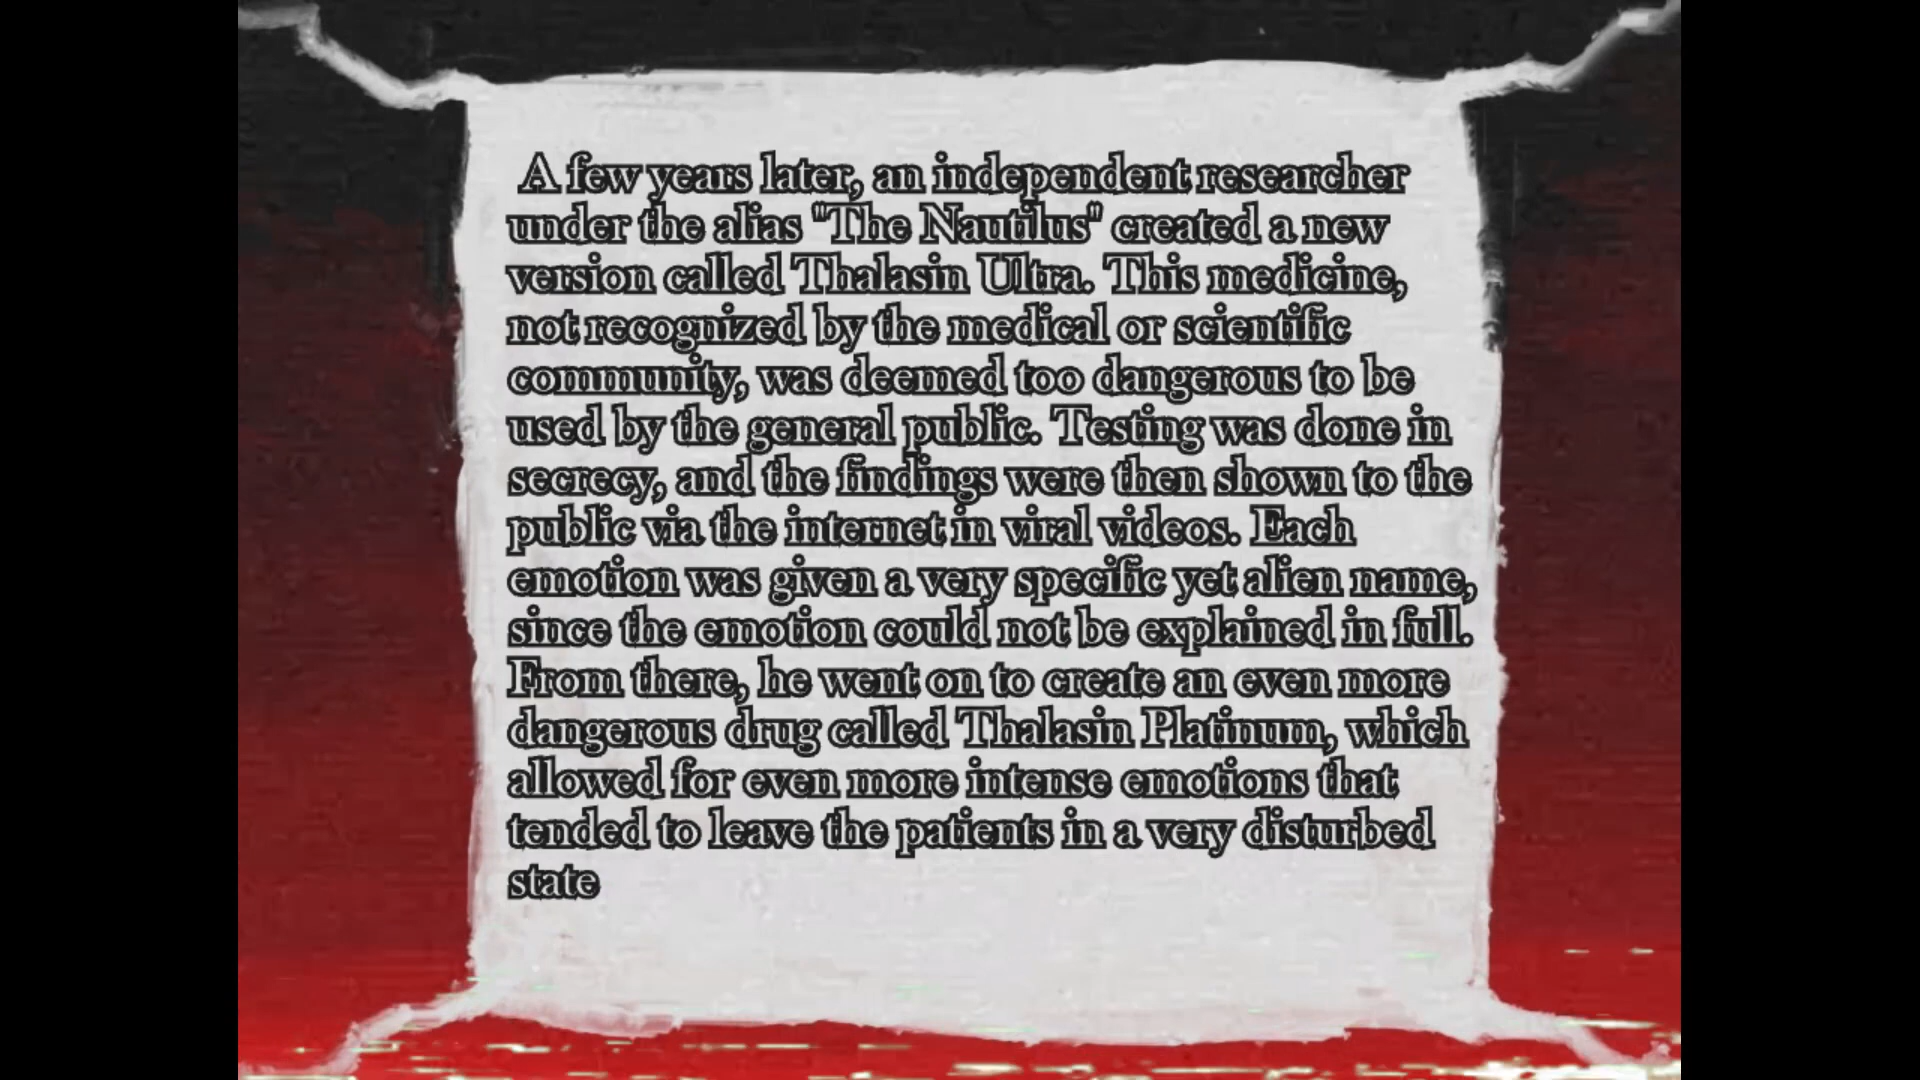 A few years later, an independent researcher
under the alias "The Nautilus" created a new
version called Thalasin Ultra. This medicine,
not recognized by the medical or scientific
community, was deemed too dangerous to be
used by the general public. Testing was done in
secrecy, and the findings were then shown to the
public via the internet in viral videos. Each
emotion was given a very specific yet alien name,
since the emotion could not be explained in full.
From there, he went on to create an even more
dangerous drug called Thalasin Platinum, which
allowed for even more intense emotions that
tended to leave the patients in a very disturbed
state